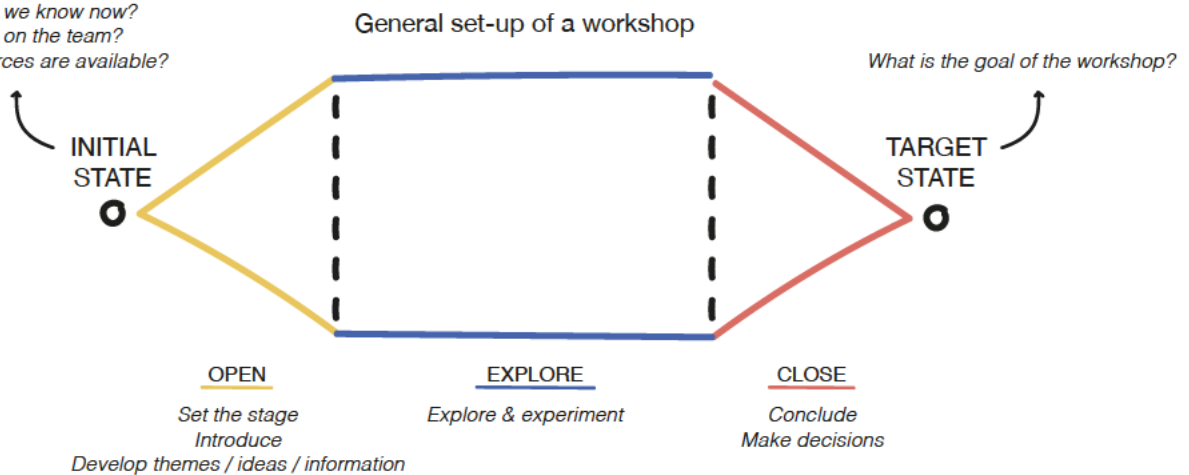 General set-up of a workshop
we know now?
on the team?
are available?
What is the goal of the workshop?
INITIAL
STATE
TARGET
STATE
OPEN
Set the stage
Introduce
Develop themes / ideas / information
EXPLORE
Explore & experiment
CLOSE
Conclude
Make decisions